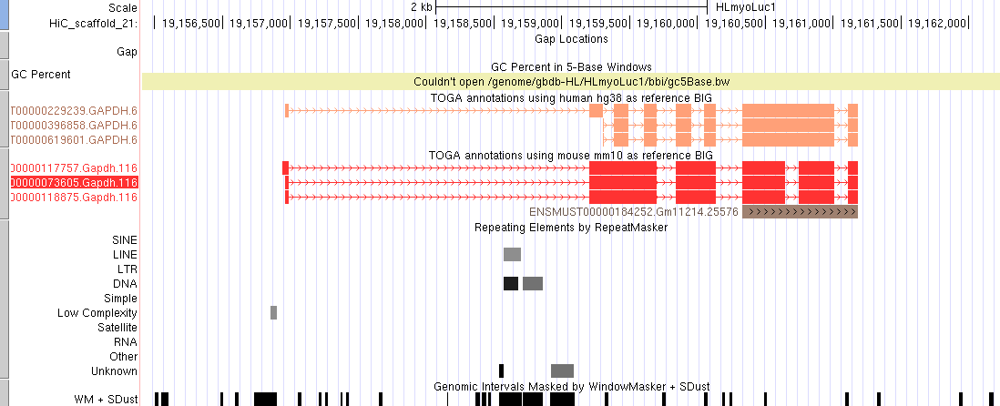 Scale 2 kb HLmyoLuc1
HiC_scaffold_21: 19,156,500 19,157,000 19,157,500 19,158,000 19,158,500 19,159,000 19,159,500 19,160,000 19,160,500 19,161,000 19,161,500 19,162,000
Gap Locations
Gap
GC Percent in 5-Base Windows
GC Percent
Couldn't open /genome/gbdb-HL/HLmyoLuc1/bbi/gc5Base.bw
TOGA annotations using human hg38 as reference BIG
T00000229239.GAPDH.6
T00000396858.GAPDH.6
T00000619601.GAPDH.6
TOGA annotations using mouse mm10 as reference BIG
00000117757.Gapdh.116
00000073605.Gapdh.116
00000118875.Gapdh.116
ENSMUST00000184252.Gm11214.25576
Repeating Elements by RepeatMasker
SINE
LINE
LTR
DNA
Simple
Low Complexity
Satellite
RNA
Other
Unknown
Genomic Intervals Masked by WindowMasker + SDust
WM + SDust